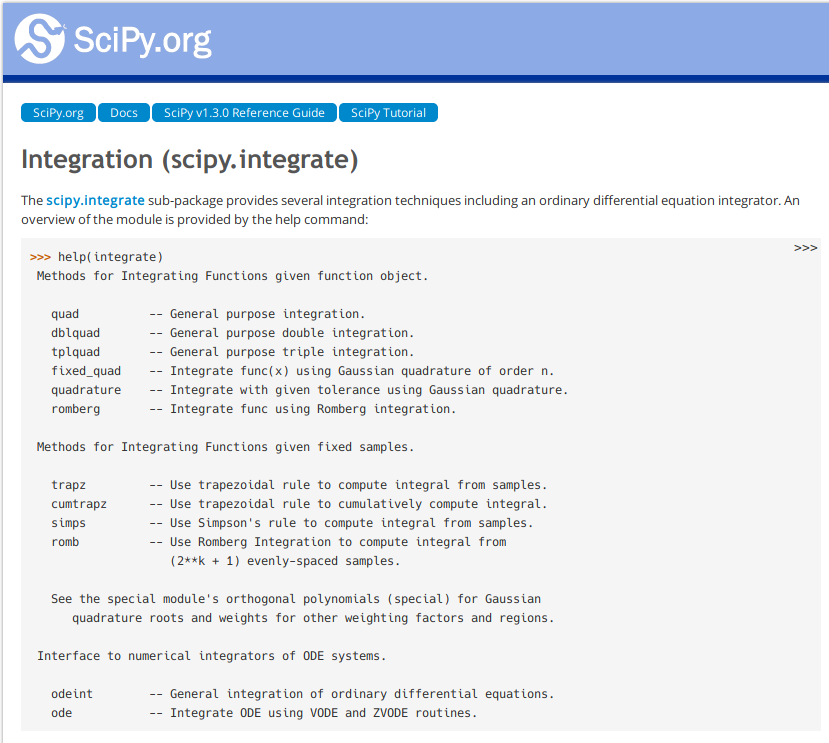 SciPy.org
SciPy.org Docs SciPy v1.3.0 Reference Guide SciPy Tutorial
Integration (scipy.integrate)
The scipy.integrate sub-package provides several integration techniques including an ordinary differential equation integrator. An
overview of the module is provided by the help command:
>>>
>>> help(integrate)
Methods for Integrating Functions given function object.
quad -- General purpose integration.
dblquad -- General purpose double integration.
tplquad -- General purpose triple integration.
fixed_quad -- Integrate func(x) using Gaussian quadrature of order n.
quadrature -- Integrate with given tolerance using Gaussian quadrature.
romberg -- Integrate func using Romberg integration.
Methods for Integrating Functions given fixed samples.
trapz -- Use trapezoidal rule to compute integral from samples.
cumtrapz -- Use trapezoidal rule to cumulatively compute integral.
simps -- Use Simpson's rule to compute integral from samples.
romb -- Use Romberg Integration to compute integral from
(2**k + 1) evenly-spaced samples.
See the special module's orthogonal polynomials (special) for Gaussian
quadrature roots and weights for other weighting factors and regions.
Interface to numerical integrators of ODE systems.
odeint -- General integration of ordinary differential equations.
ode -- Integrate ODE using VODE and ZVODE routines.